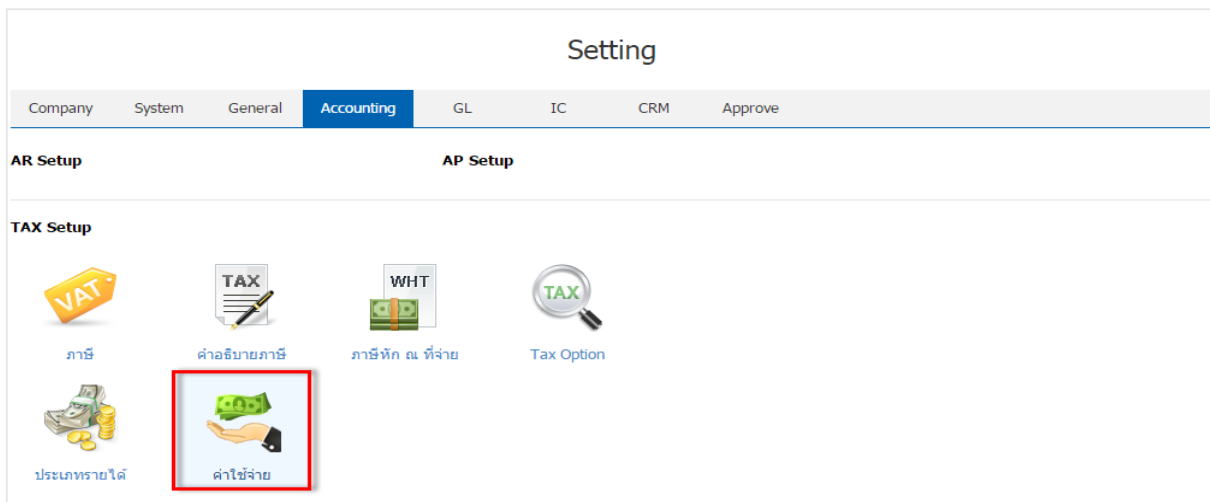 Setting
Company System General Accounting GL IC CRM Approve
AR Setup AP Setup
TAX Setup
VAT TAX WHT TAX
ภาษี คำอธิบายภาษี ภาษีหัก ณ ที่จ่าย Tax Option
ประเภทรายได้ ค่าใช้จ่าย